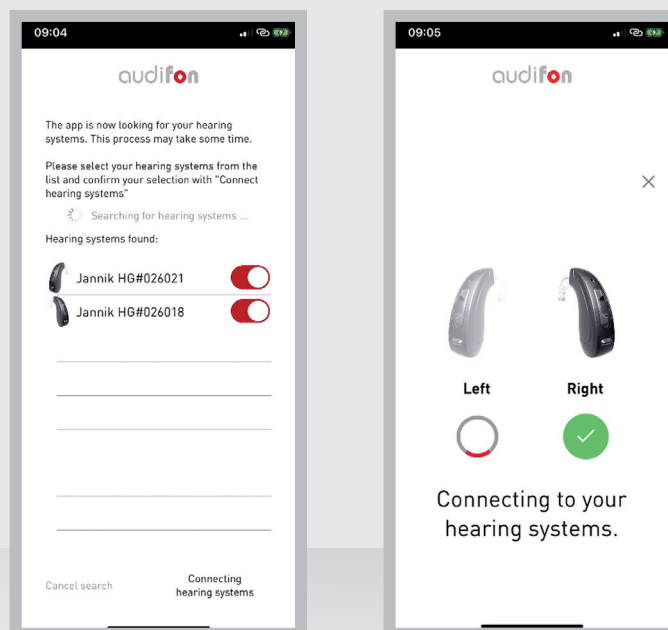 09:04
audifon
The app is now looking for your hearing
systems. This process may take some time.
Please select your hearing systems from the
list and confirm your selection with "Connect
hearing systems"
Searching for hearing systems ...
Hearing systems found:
Jannik HG#026021
Jannik HG#026018
Cancel search
Connecting
hearing systems
09:05
audifon
Left
Right
Connecting to your
hearing systems.